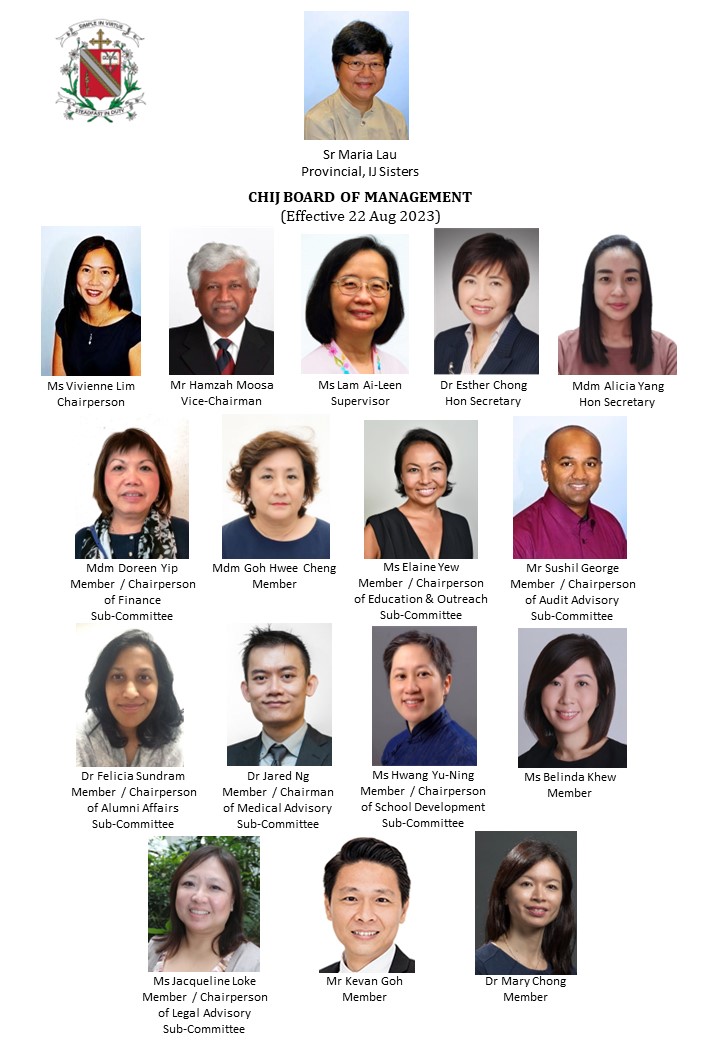 SIMPLE IN VIRTUE
STEADFAST IN DUTY
Sr Maria Lau
Provincial, IJ Sisters
CHIJ BOARD OF MANAGEMENT
(Effective 22 Aug 2023)
Ms Vivienne Lim
Chairperson
Mr Hamzah Moosa
Vice-Chairman
Ms Lam Ai-Leen
Supervisor
Dr Esther Chong
Hon Secretary
Mdm Alicia Yang
Hon Secretary
Mdm Doreen Yip
Member / Chairperson
of Finance
Sub-Committee
Mdm Goh Hwee Cheng
Member
Ms Elaine Yew
Member / Chairperson
of Education & Outreach
Sub-Committee
Mr Sushil George
Member / Chairperson
of Audit Advisory
Sub-Committee
Dr Felicia Sundram
Member / Chairperson
of Alumni Affairs
Sub-Committee
Dr Jared Ng
Member / Chairman
of Medical Advisory
Sub-Committee
Ms Hwang Yu-Ning
Member / Chairperson
of School Development
Sub-Committee
Ms Belinda Khew
Member
Ms Jacqueline Loke
Member / Chairperson
of Legal Advisory
Sub-Committee
Mr Kevan Goh
Member
Dr Mary Chong
Member